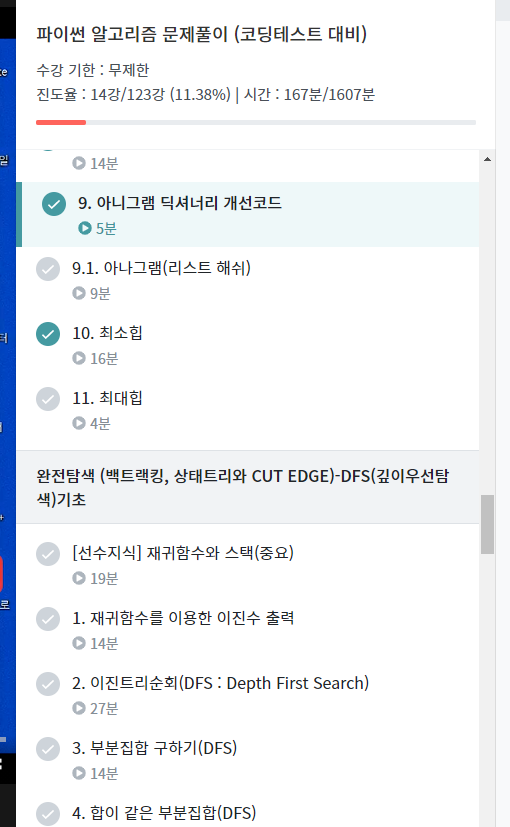 파이썬 알고리즘 문제풀이 (코딩테스트 대비)
수강 기한 : 무제한
진도율 : 14강/123강 (11.38%) | 시간 : 167분/1607분
14분
9. 아니그램 딕셔너리 개선코드
5분
9.1. 아나그램(리스트 해쉬)
9분
10. 최소힙
16분
11. 최대힙
4분
완전탐색 (백트랙킹, 상태트리와 CUT EDGE)-DFS(깊이우선탐
색)기초
[선수지식] 재귀함수와 스택(중요)
19분
1. 재귀함수를 이용한 이진수 출력
14분
2. 이진트리순회(DFS : Depth First Search)
27분
3. 부분집합 구하기(DFS)
14분
4. 합이 같은 부분집합(DFS)